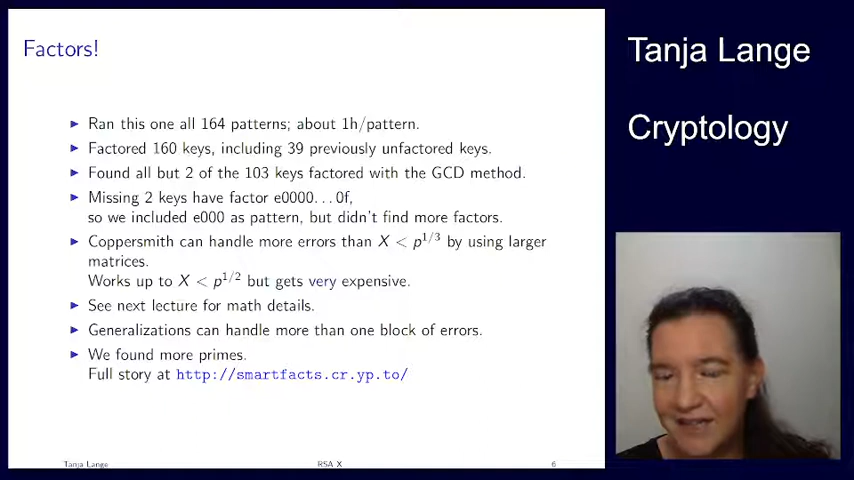 Factors!
Ran this one all 164 patterns; about 1h/pattern.
Factored 160 keys, including 39 previously unfactored keys.
Found all but 2 of the 103 keys factored with the GCD method.
Missing 2 keys have factor e0000...0f,
so we included e000 as pattern, but didn't find more factors.
Coppersmith can handle more errors than X < p^{1/3} by using larger
matrices.
Works up to X < p^{1/2} but gets very expensive.
See next lecture for math details.
Generalizations can handle more than one block of errors.
We found more primes.
Full story at http://smartfacts.cr.yp.to/
Tanja Lange RSA X 6
Tanja Lange
Cryptology